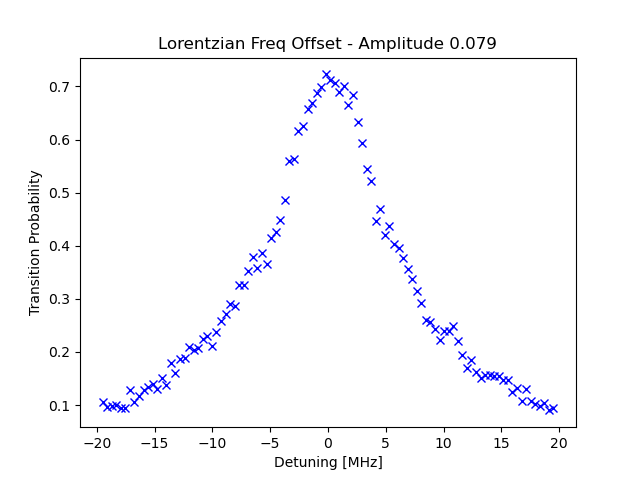 Lorentzian Freq Offset - Amplitude 0.079
Transition Probability
0.7
0.6
0.5
0.4
0.3
0.2
0.1
−20 −15 −10 −5 0 5 10 15 20
Detuning [MHz]